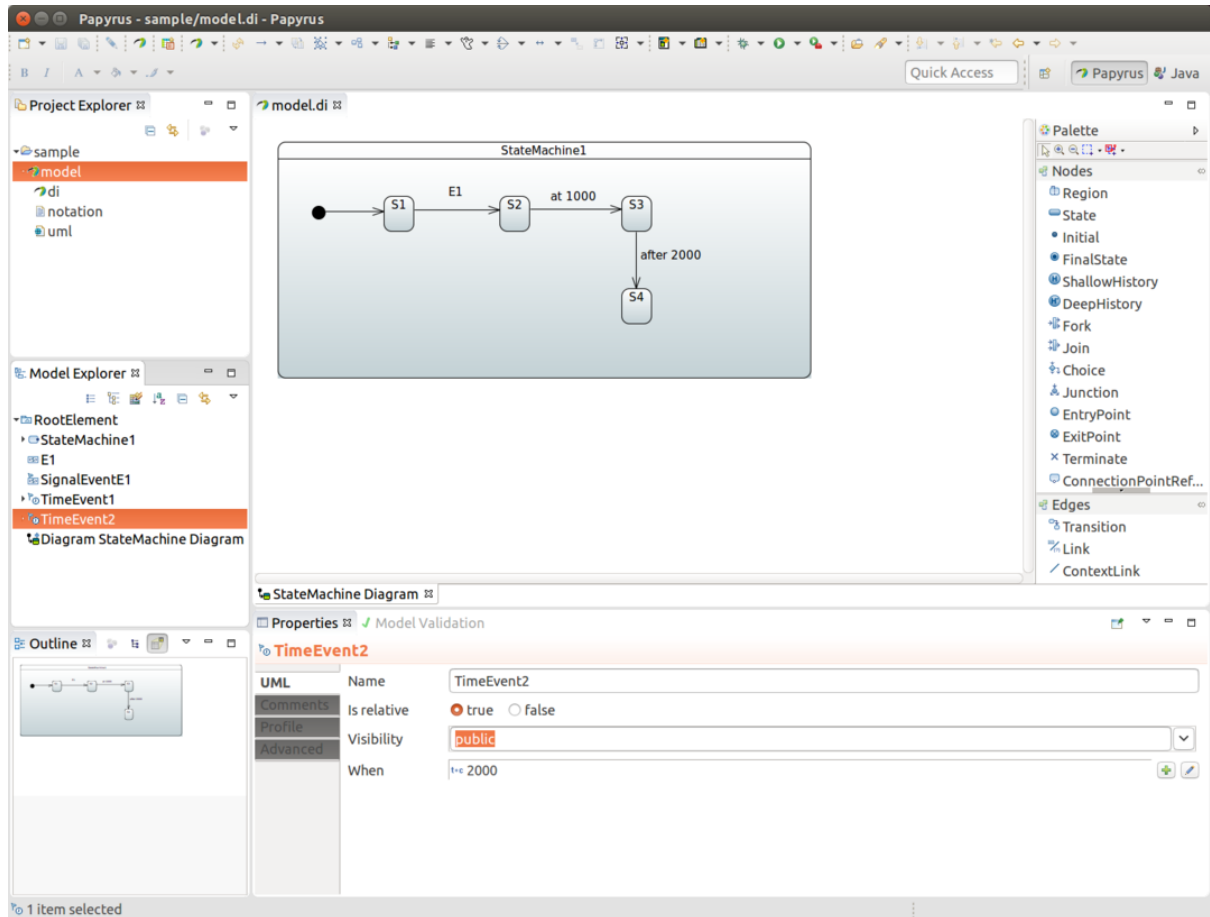 Papyrus - sample/model.di - Papyrus
B I A
Quick Access
Papyrus
Java
Project Explorer
sample
model
di
notation
uml
Model Explorer
RootElement
StateMachine1
E1
SignalEventE1
TimeEvent1
TimeEvent2
Diagram StateMachine Diagram
Outline
model.di
StateMachine1
S1
E1
S2
at 1000
S3
after 2000
S4
StateMachine Diagram
Palette
Nodes
Region
State
Initial
FinalState
ShallowHistory
DeepHistory
Fork
Join
Choice
Junction
EntryPoint
ExitPoint
Terminate
ConnectionPointRef...
Edges
Transition
Link
ContextLink
Properties
Model Validation
TimeEvent2
UML
Comments
Profile
Advanced
Name TimeEvent2
Is relative true false
Visibility public
When 2000
1 item selected